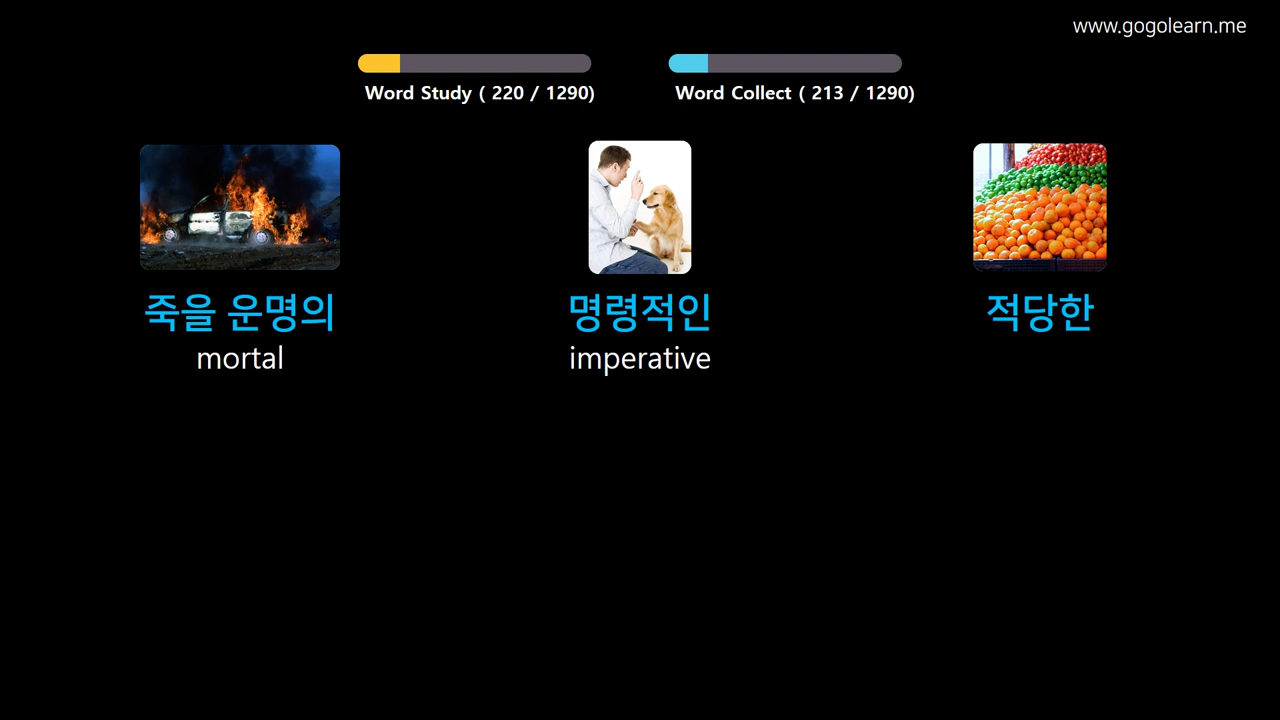 www.gogolearn.me
Word Study ( 220 / 1290)
Word Collect ( 213 / 1290)
죽을 운명의
mortal
명령적인
imperative
적당한